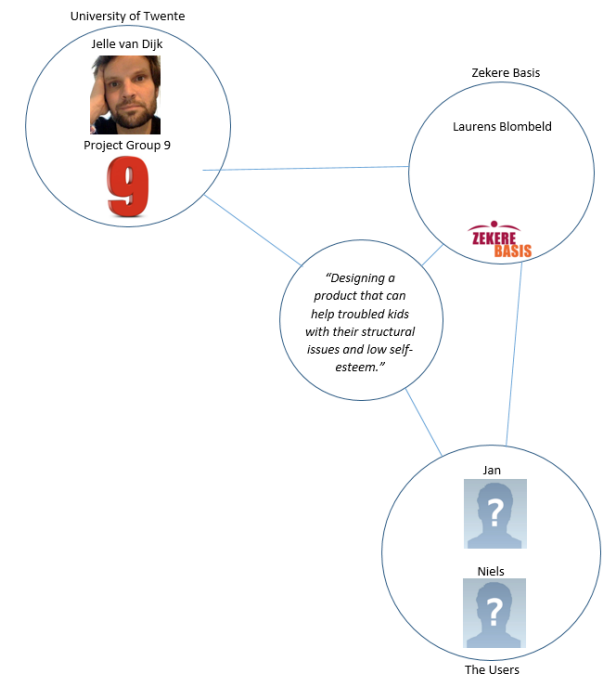 University of Twente
Jelle van Dijk
Project Group 9
9
Zekere Basis
Laurens Blombeld
ZEKERE
BASIS
“Designing a
product that can
help troubled kids
with their structural
issues and low self-
esteem.”
Jan
?
Niels
?
The Users